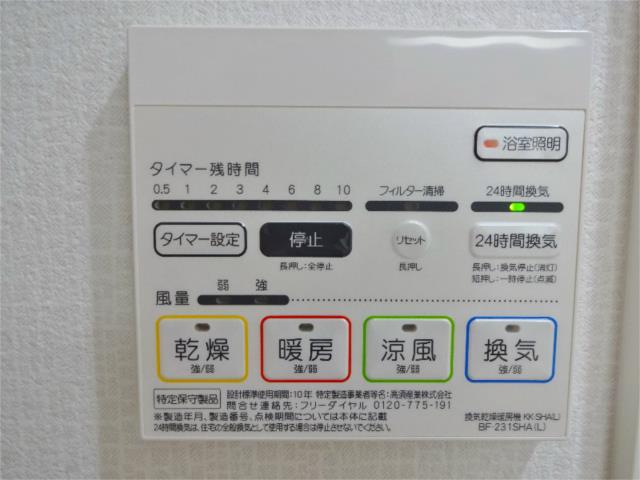 浴室照明
タイマー残時間
0.5 1 2 3 4 6 8 10
フィルター清掃
24時間換気
タイマー設定
停止
リセット
24時間換気
長押し:全停止
長押し
長押し:換気停止(消灯)
短押し:一時停止(点滅)
弱 強
風量
乾燥
強/弱
暖房
強/弱
涼風
強/弱
換気
強/弱
特定保守製品
設計標準使用期間:10年 特定製造事業者等名:高須産業株式会社
問合せ連絡先:フリーダイヤル 0120-775-191
※製造年月、製造番号、点検期間については本体に記載
24時間換気は、住宅の全般換気として使用する場合は停止させないでください。
換気乾燥暖房機 KK-SHA(L)
BF-231SHA(L)